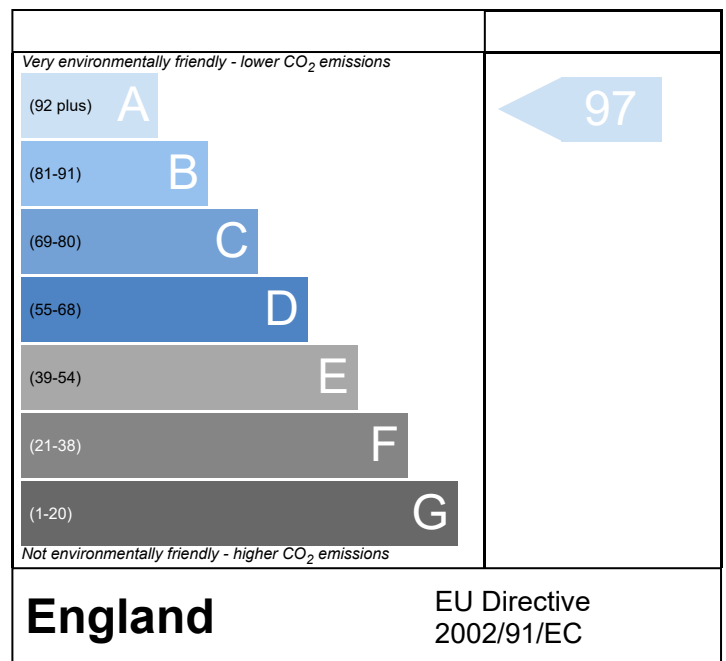 Very environmentally friendly - lower CO2 emissions
(92 plus) A
97
(81-91) B
(69-80) C
(55-68) D
(39-54) E
(21-38) F
(1-20) G
Not environmentally friendly - higher CO2 emissions
England
EU Directive
2002/91/EC